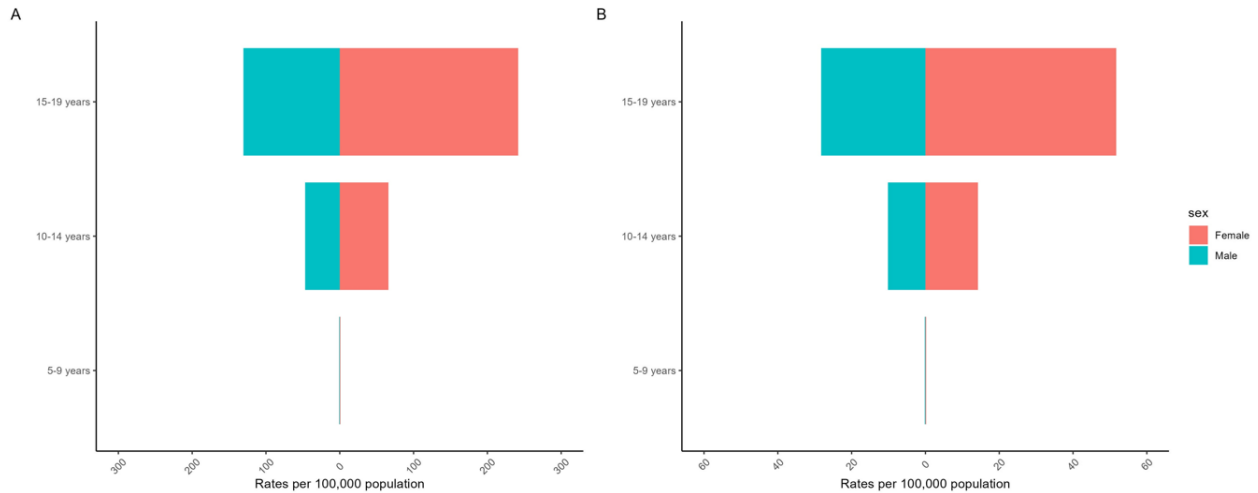 A
15-19 years
10-14 years
5-9 years
300
200
100
0
100
200
300
Rates per 100,000 population
B
15-19 years
10-14 years
5-9 years
60
40
20
0
20
40
60
Rates per 100,000 population
sex
Female
Male